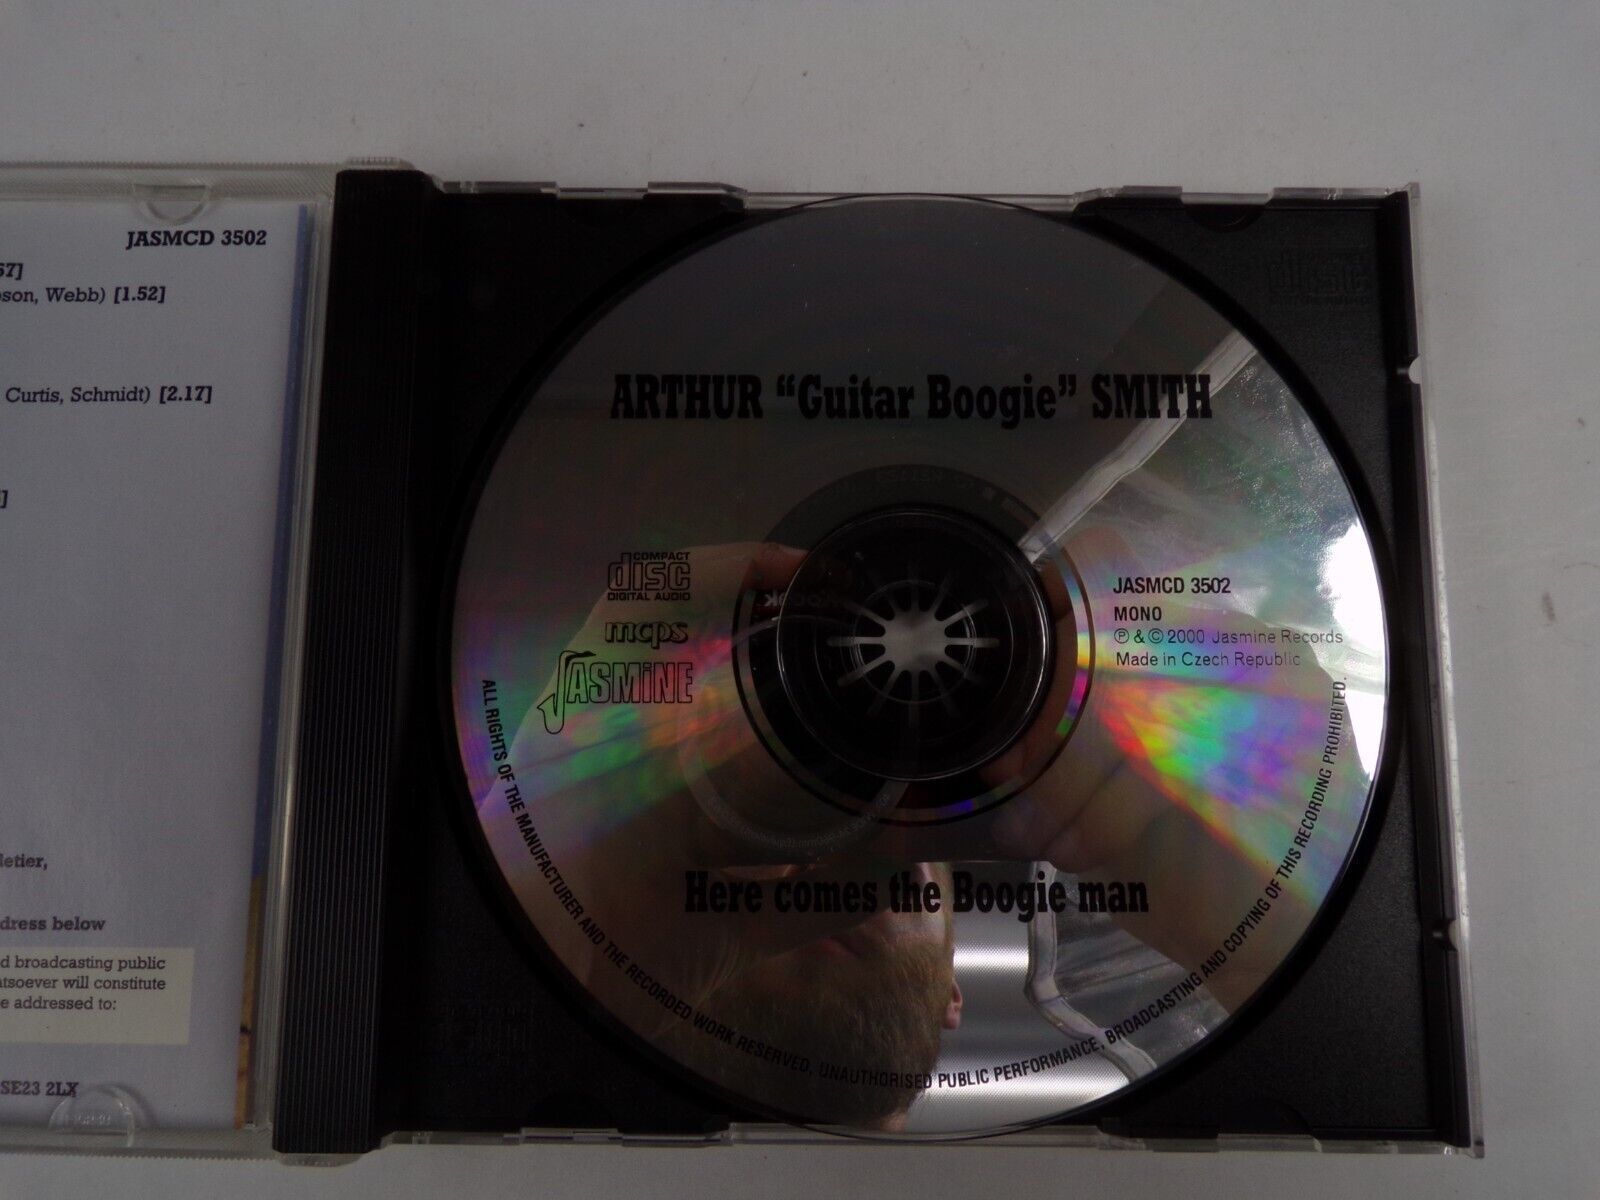 JASMCD 3502
57]
son, Webb) [1.52]
Curtis, Schmidt) [2.17]
]
etier,
dress below
d broadcasting public
tsoever will constitute
e addressed to:
SE23 2LX
ARTHUR “Guitar Boogie” SMITH
COMPACT
disc
DIGITAL AUDIO
mcps
JASMiNE
JASMCD 3502
MONO
℗ & © 2000 Jasmine Records
Made in Czech Republic
Here comes the Boogie man
ALL RIGHTS OF THE MANUFACTURER AND THE RECORDED WORK RESERVED, UNAUTHORISED PUBLIC PERFORMANCE, BROADCASTING AND COPYING OF THIS RECORDING PROHIBITED.
disc